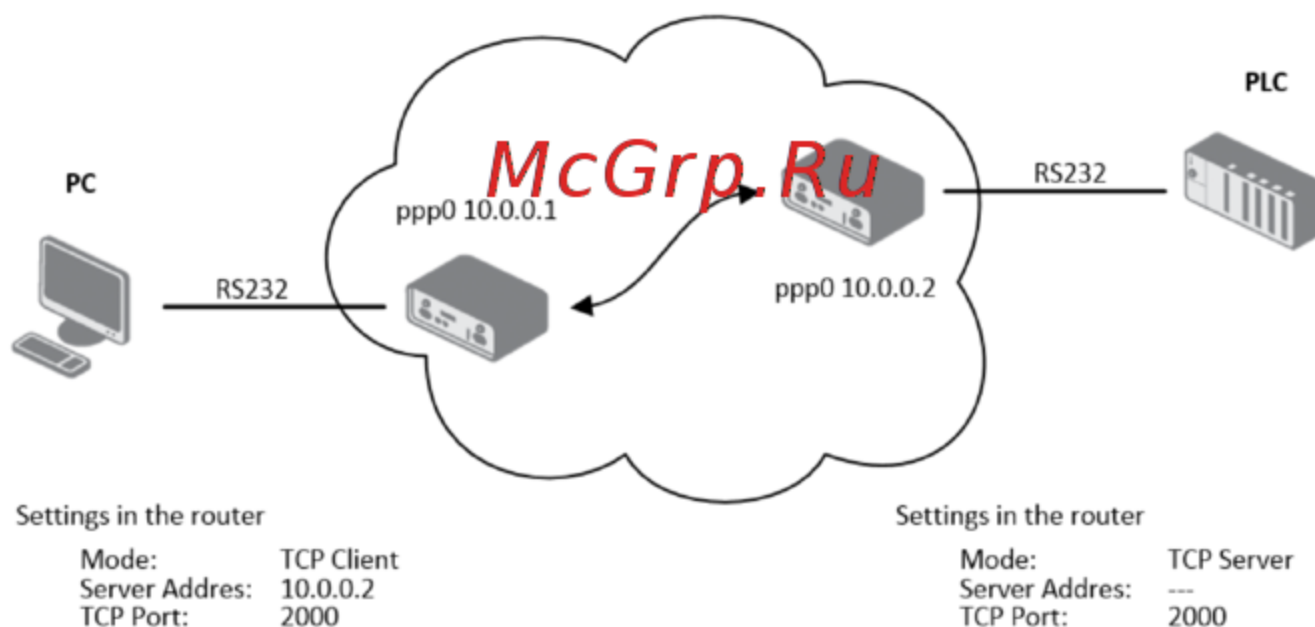 PLC
McGrp.Ru
RS232
PC
ppp0 10.0.0.1
RS232
ppp0 10.0.0.2
Settings in the router
Mode: TCP Client
Server Addres: 10.0.0.2
TCP Port: 2000
Settings in the router
Mode: TCP Server
Server Addres: ---
TCP Port: 2000